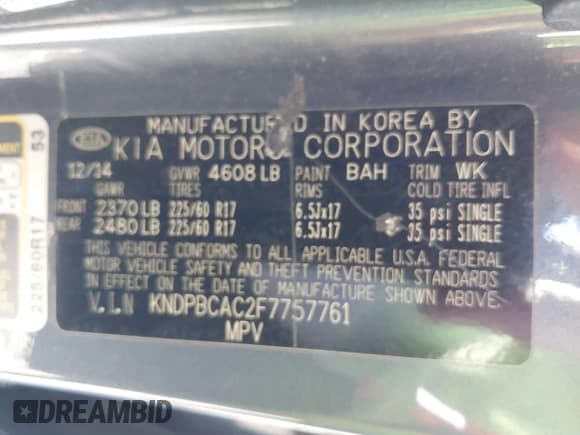 MANUFACTURED IN KOREA BY
KIA KIA MOTORS CORPORATION
12/14 GVWR 4608 LB PAINT BAH TRIM WK
GAWR TIRES RIMS COLD TIRE INFL
FRONT 2370 LB 225/60 R17 6.5Jx17 35 psi SINGLE
REAR 2480 LB 225/60 R17 6.5Jx17 35 psi SINGLE
THIS VEHICLE CONFORMS TO ALL APPLICABLE U.S.A. FEDERAL
MOTOR VEHICLE SAFETY AND THEFT PREVENTION STANDARDS
IN EFFECT ON THE DATE OF MANUFACTURE SHOWN ABOVE.
V.I.N KNDPBCAC2F7757761
MPV
53
225/60R17
DREAMBID